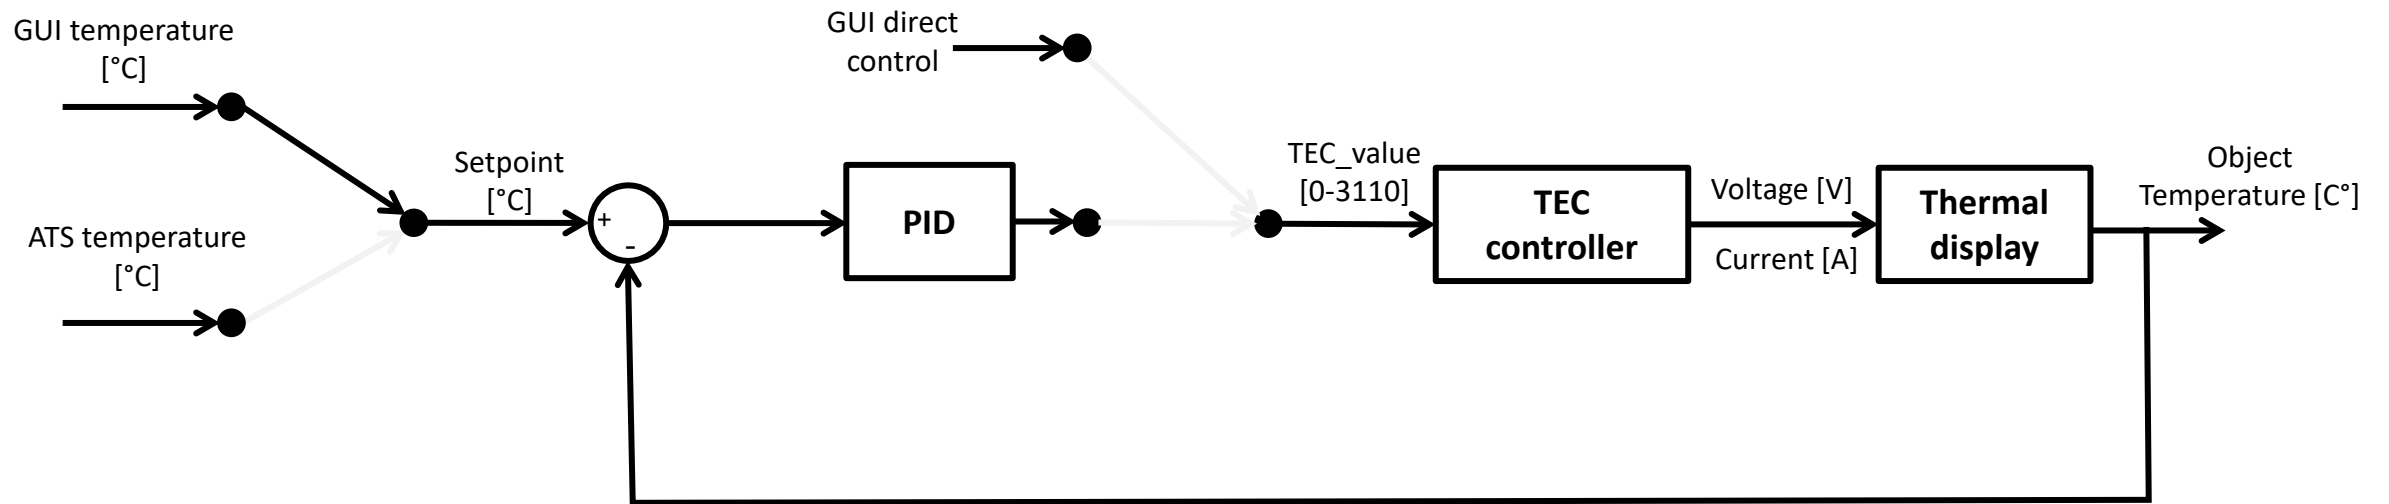 GUI temperature
[°C]
ATS temperature
[°C]
Setpoint
[°C]
+
-
PID
GUI direct
control
TEC_value
[0-3110]
TEC
controller
Voltage [V]
Current [A]
Thermal
display
Object
Temperature [C°]